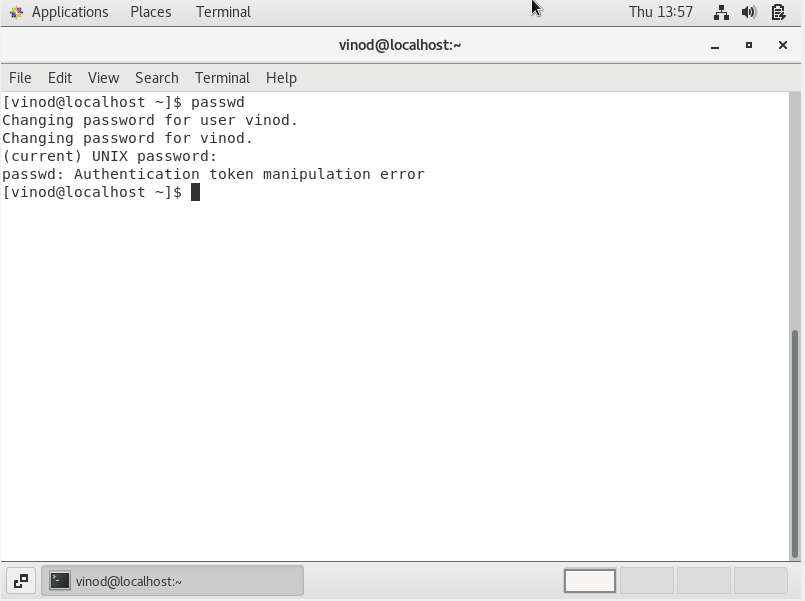 Applications Places Terminal Thu 13:57
vinod@localhost:~
File Edit View Search Terminal Help
[vinod@localhost ~]$ passwd
Changing password for user vinod.
Changing password for vinod.
(current) UNIX password:
passwd: Authentication token manipulation error
[vinod@localhost ~]$
vinod@localhost:~